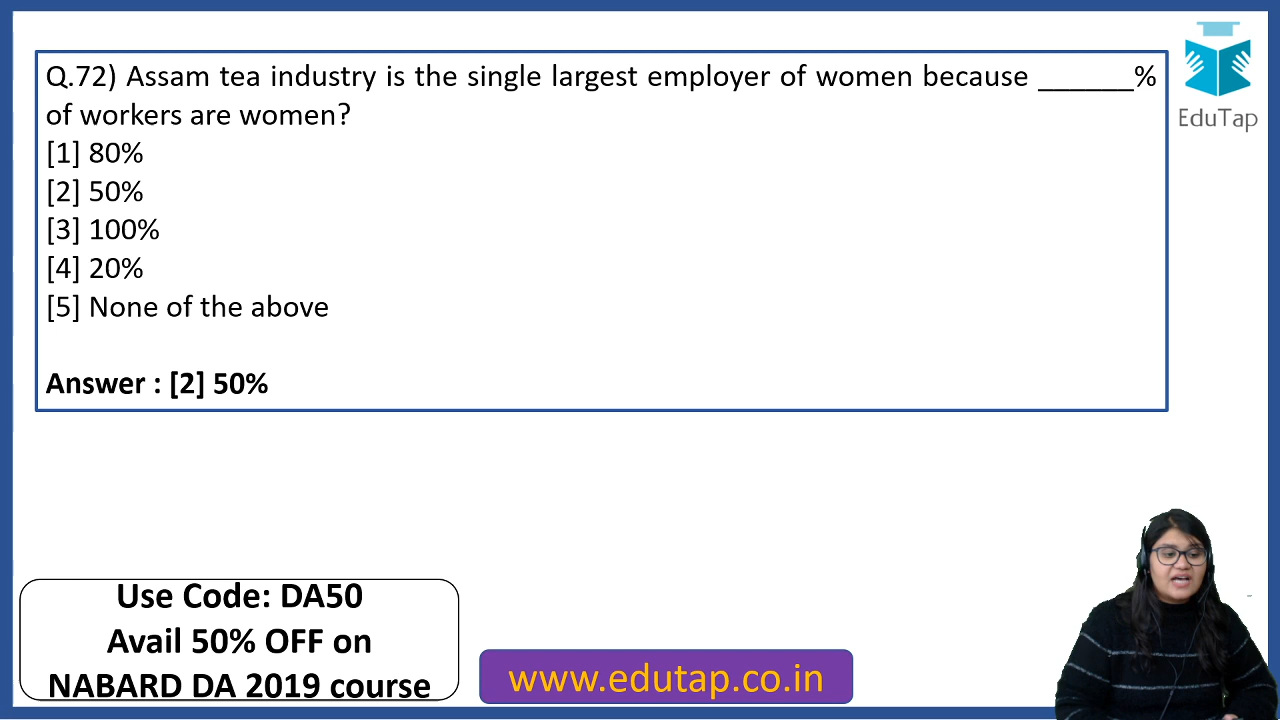 Q.72) Assam tea industry is the single largest employer of women because ______%
of workers are women?
[1] 80%
[2] 50%
[3] 100%
[4] 20%
[5] None of the above
Answer : [2] 50%
EduTap
Use Code: DA50
Avail 50% OFF on
NABARD DA 2019 course
www.edutap.co.in